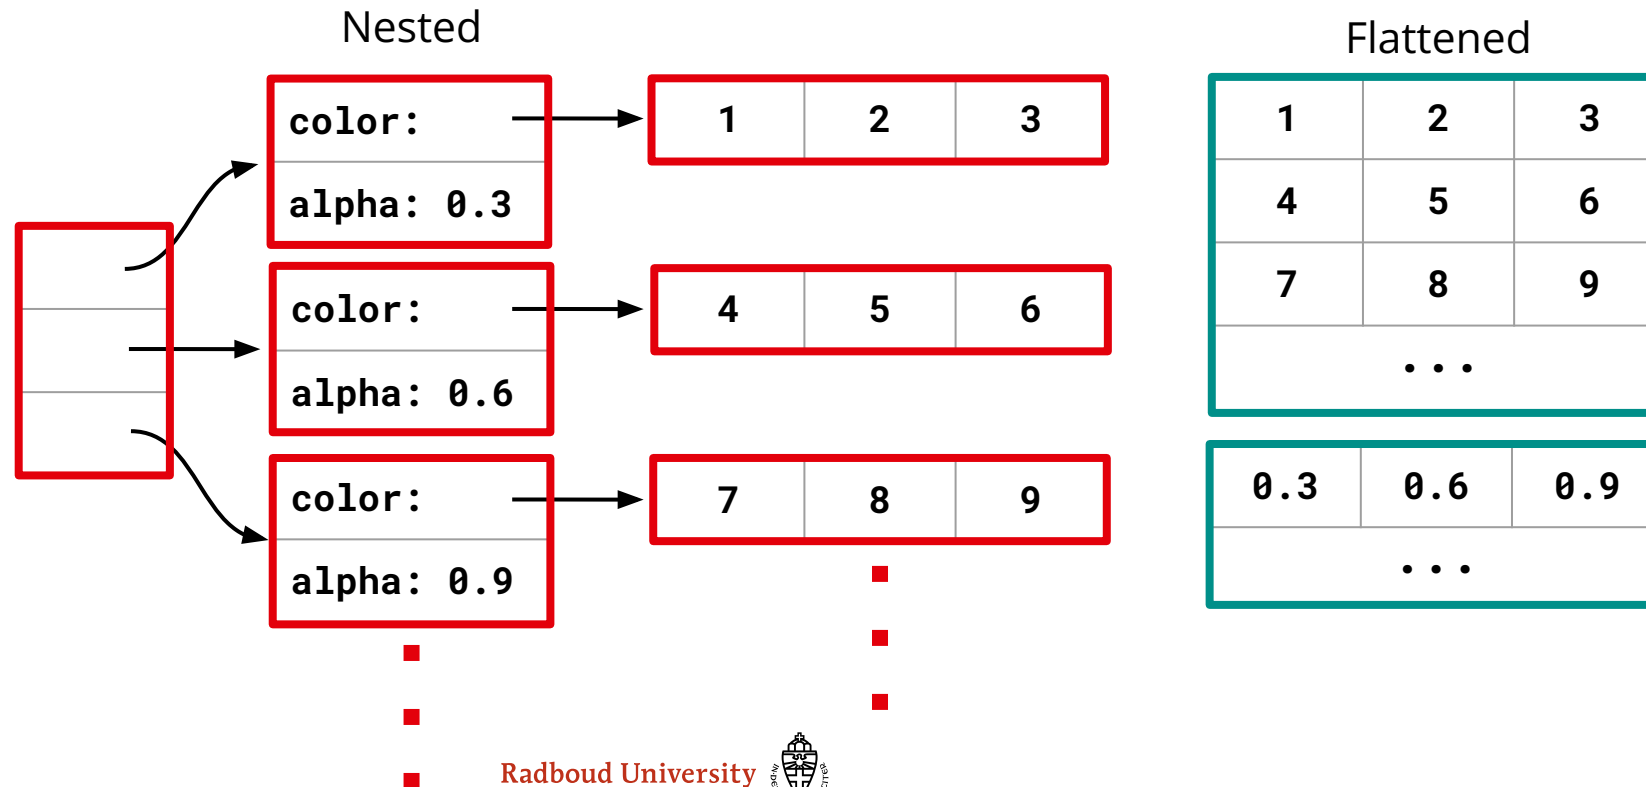 Nested
color:
1 2 3
alpha: 0.3
color:
4 5 6
alpha: 0.6
color:
7 8 9
alpha: 0.9
Flattened
1 2 3
4 5 6
7 8 9
...
0.3 0.6 0.9
...
Radboud University